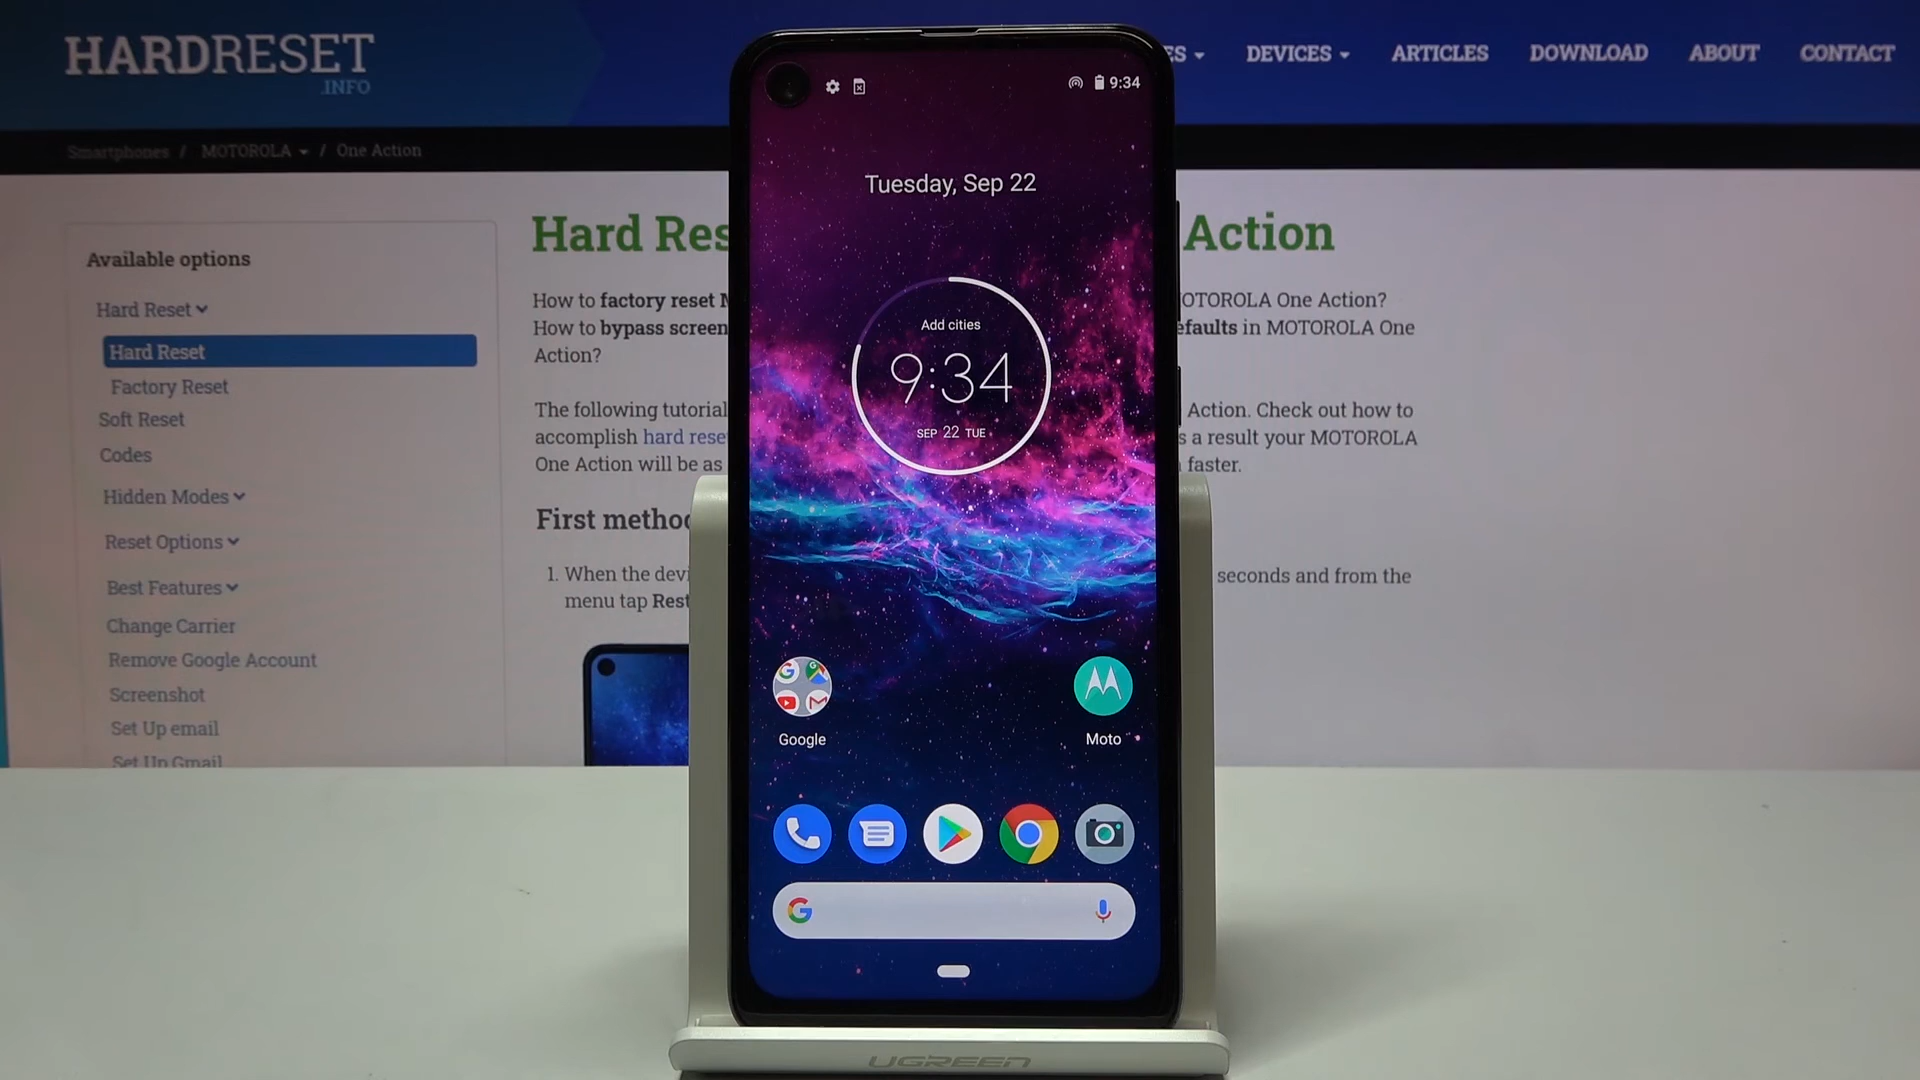 HARDRESET
.INFO
DEVICES
ARTICLES
DOWNLOAD
ABOUT
CONTACT
Smartphones / MOTOROLA / One Action
Available options
Hard Reset
Hard Reset
Factory Reset
Soft Reset
Codes
Hidden Modes
Reset Options
Best Features
Change Carrier
Remove Google Account
Screenshot
Set Up email
Set Up Gmail
Hard Res
Action
How to factory reset
OTOROLA One Action?
How to bypass screen
efaults in MOTOROLA One
Action?
The following tutorial
Action. Check out how to
accomplish hard rese
s a result your MOTOROLA
One Action will be as
faster.
First method
1. When the devi
seconds and from the
menu tap Rest
9:34
Tuesday, Sep 22
Add cities
9:34
SEP 22 TUE
Google
Moto
UGREEN